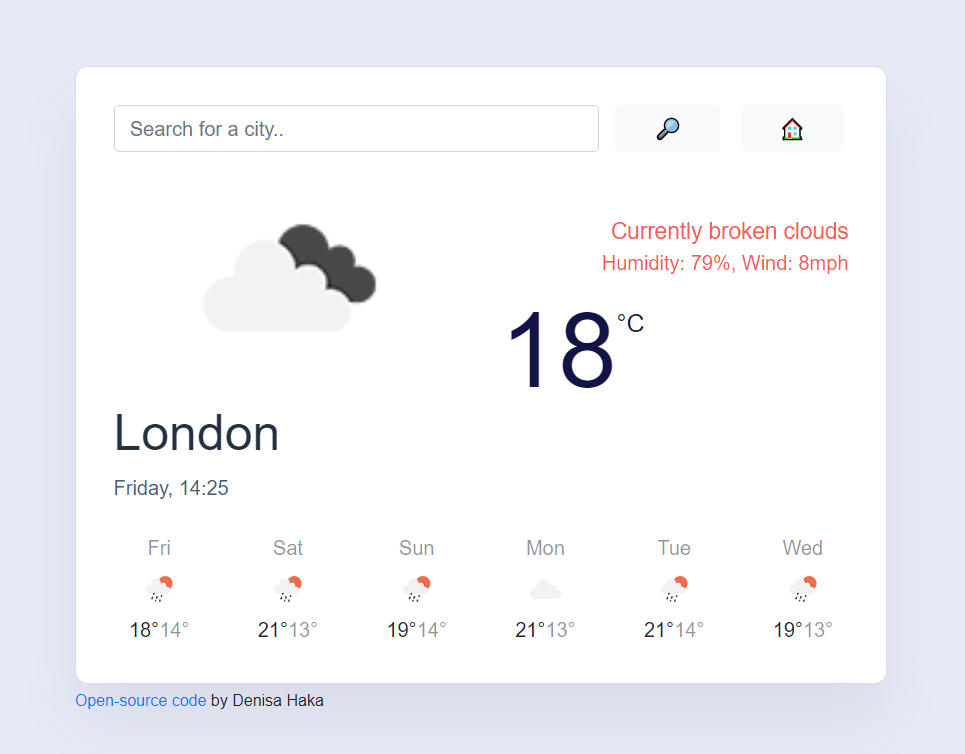 Search for a city..
Currently broken clouds
Humidity: 79%, Wind: 8mph
18°C
London
Friday, 14:25
Fri Sat Sun Mon Tue Wed
18°14° 21°13° 19°14° 21°13° 21°14° 19°13°
Open-source code by Denisa Haka